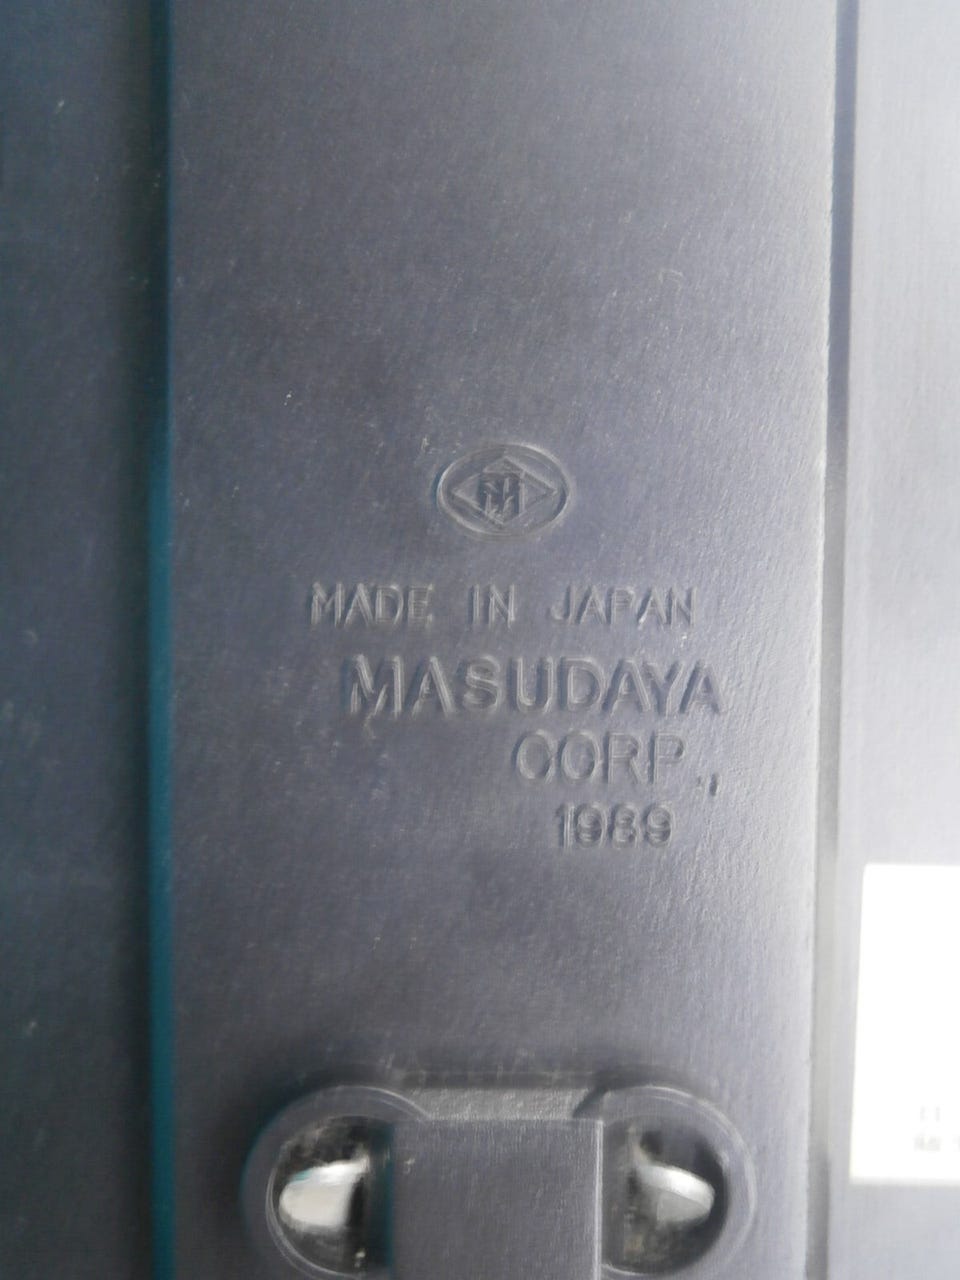 MADE IN JAPAN
MASUDAYA
CORP.,
1989